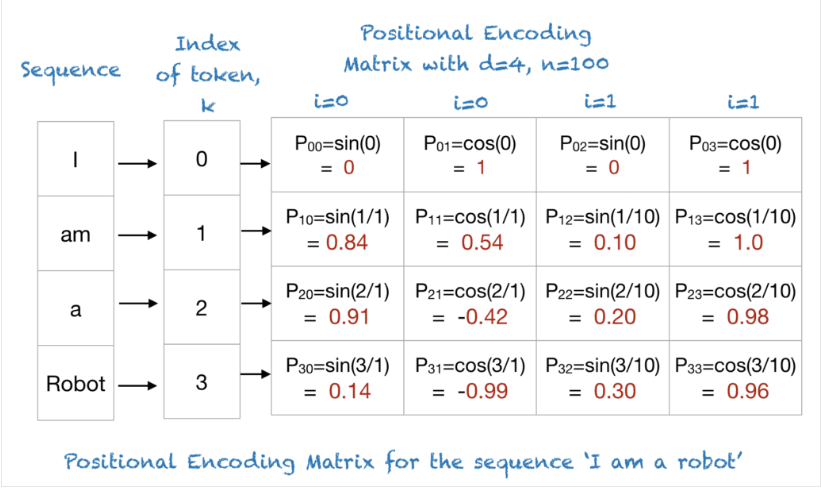 Positional Encoding
Matrix with d=4, n=100
Sequence
Index
of token,
k
i=0
i=0
i=1
i=1
I
0
P₀₀=sin(0)
= 0
P₀₁=cos(0)
= 1
P₀₂=sin(0)
= 0
P₀₃=cos(0)
= 1
am
1
P₁₀=sin(1/1)
= 0.84
P₁₁=cos(1/1)
= 0.54
P₁₂=sin(1/10)
= 0.10
P₁₃=cos(1/10)
= 1.0
a
2
P₂₀=sin(2/1)
= 0.91
P₂₁=cos(2/1)
= -0.42
P₂₂=sin(2/10)
= 0.20
P₂₃=cos(2/10)
= 0.98
Robot
3
P₃₀=sin(3/1)
= 0.14
P₃₁=cos(3/1)
= -0.99
P₃₂=sin(3/10)
= 0.30
P₃₃=cos(3/10)
= 0.96
Positional Encoding Matrix for the sequence 'I am a robot'